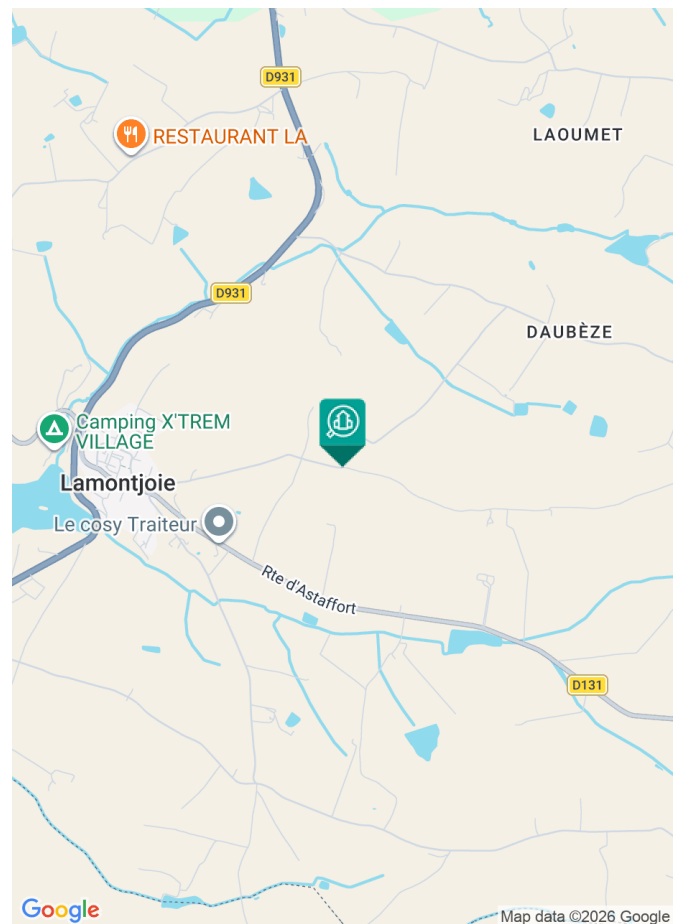 D931
RESTAURANT LA
LAOUMET
D931
DAUBÈZE
Camping X'TREM
VILLAGE
Lamontjoie
Le cosy Traiteur
Rte d'Astaffort
D131
Google
Map data ©2026 Google